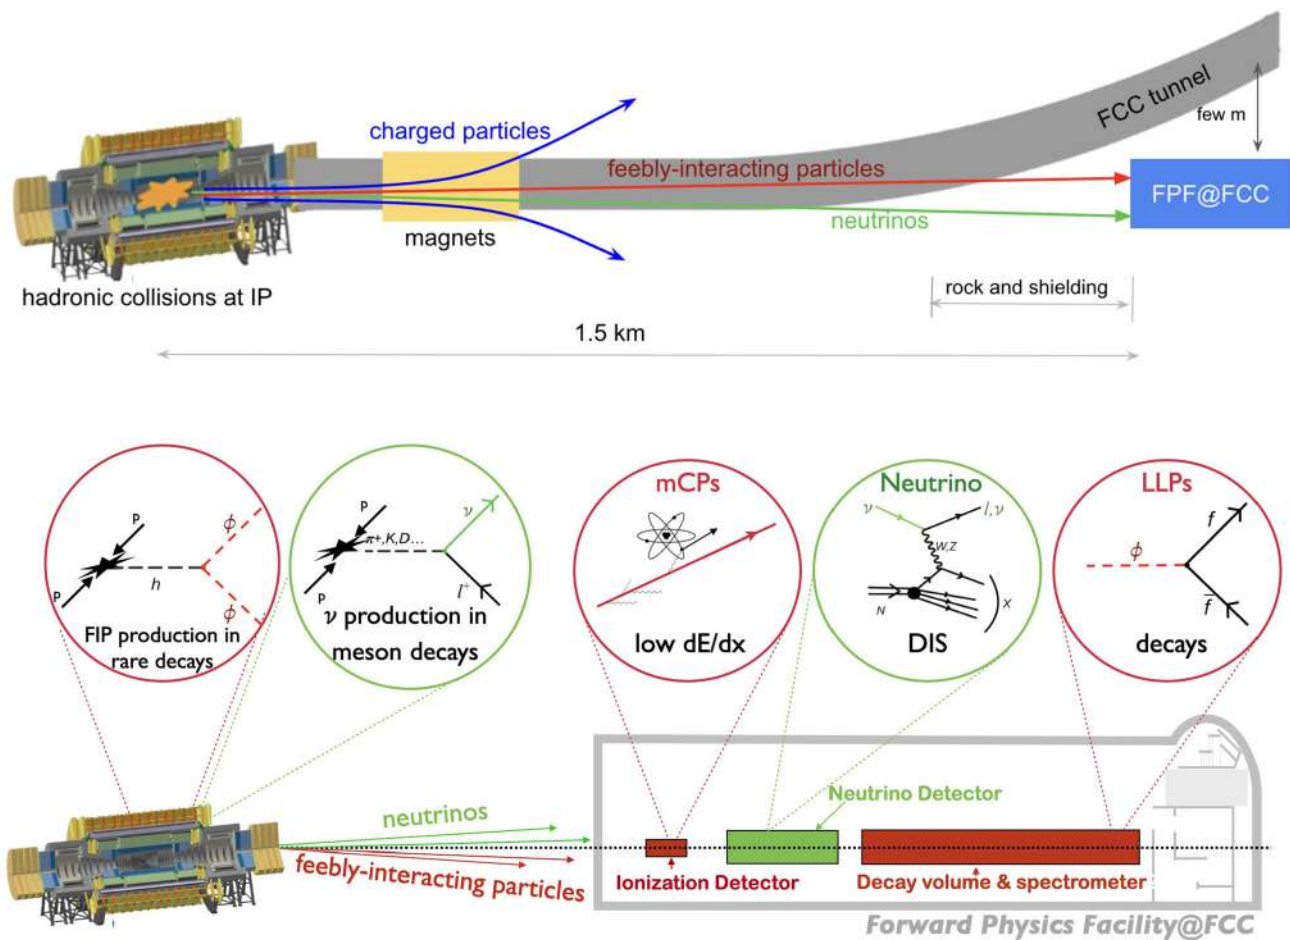 FCC tunnel
few m
charged particles
feebly-interacting particles
FPF@FCC
neutrinos
magnets
hadronic collisions at IP
rock and shielding
1.5 km
P
ϕ
h
ϕ
P
FIP production in
rare decays
P
ν
π+,K,D...
l⁺
P
ν production in
meson decays
mCPs
low dE/dx
Neutrino
ν
l,ν
W,Z
N
X
DIS
LLPs
f
ϕ
f̄
decays
neutrinos
feebly-interacting particles
Neutrino Detector
Ionization Detector
Decay volume & spectrometer
Forward Physics Facility@FCC